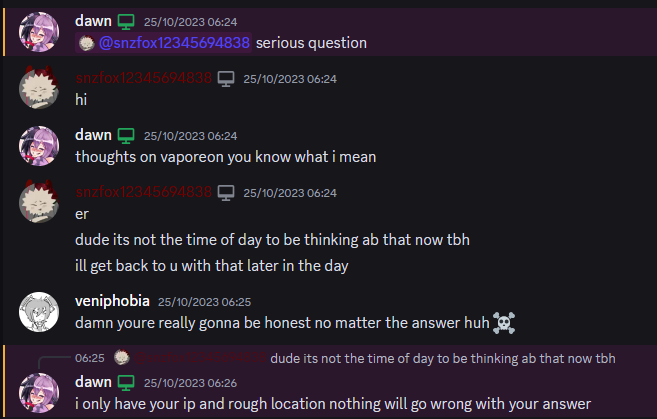 dawn 25/10/2023 06:24
@snzfox12345694838 serious question
snzfox12345694838 25/10/2023 06:24
hi
dawn 25/10/2023 06:24
thoughts on vaporeon you know what i mean
snzfox12345694838 25/10/2023 06:24
er
dude its not the time of day to be thinking ab that now tbh
ill get back to u with that later in the day
veniphobia 25/10/2023 06:25
damn youre really gonna be honest no matter the answer huh
06:25 dude its not the time of day to be thinking ab that now tbh
dawn 25/10/2023 06:26
i only have your ip and rough location nothing will go wrong with your answer